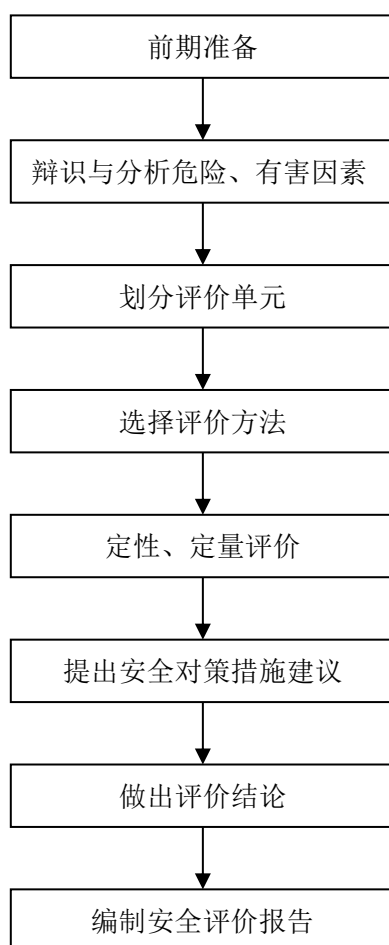 前期准备
辩识与分析危险、有害因素
划分评价单元
选择评价方法
定性、定量评价
提出安全对策措施建议
做出评价结论
编制安全评价报告